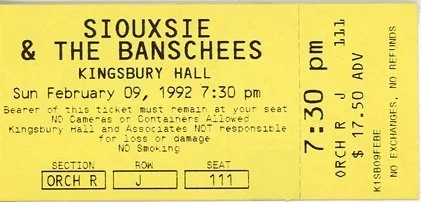 SIOUXSIE
& THE BANSCHEES
KINGSBURY HALL
Sun February 09, 1992 7:30 pm
Bearer of this ticket must remain at your seat
NO Cameras or Containers Allowed
Kingsbury Hall and Associates NOT responsible
for loss or damage
NO Smoking
SECTION ROW SEAT
ORCH R J 111
7:30 pm
ORCH R J 111
$ 17.50 ADV
K1SB09FEBE
NO EXCHANGES, NO REFUNDS